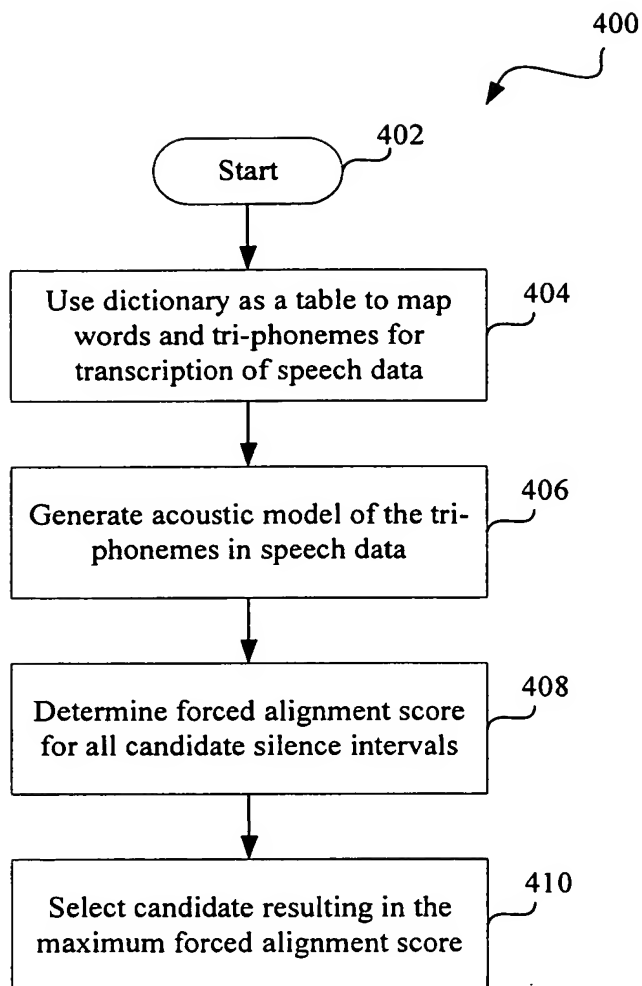 400
402
Start
404
Use dictionary as a table to map
words and tri-phonemes for
transcription of speech data
406
Generate acoustic model of the tri-
phonemes in speech data
408
Determine forced alignment score
for all candidate silence intervals
410
Select candidate resulting in the
maximum forced alignment score